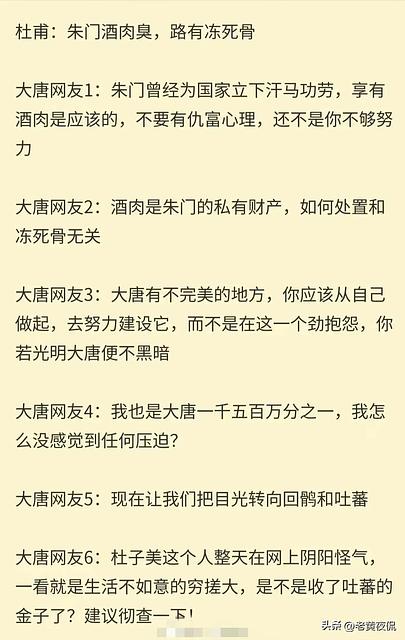 杜甫：朱门酒肉臭，路有冻死骨
大唐网友1：朱门曾经为国家立下汗马功劳，享有
酒肉是应该的，不要有仇富心理，还不是你不够努
力
大唐网友2：酒肉是朱门的私有财产，如何处置和
冻死骨无关
大唐网友3：大唐有不完美的地方，你应该从自己
做起，去努力建设它，而不是在这一个劲抱怨，你
若光明大唐便不黑暗
大唐网友4：我也是大唐一千五百万分之一，我怎
么没感觉到任何压迫？
大唐网友5：现在让我们把目光转向回鹘和吐蕃
大唐网友6：杜子美这个人整天在网上阴阳怪气，
一看就是生活不如意的穷搓大，是不是收了吐蕃的
金子了？建议彻查一下！
头条 @老黄夜侃